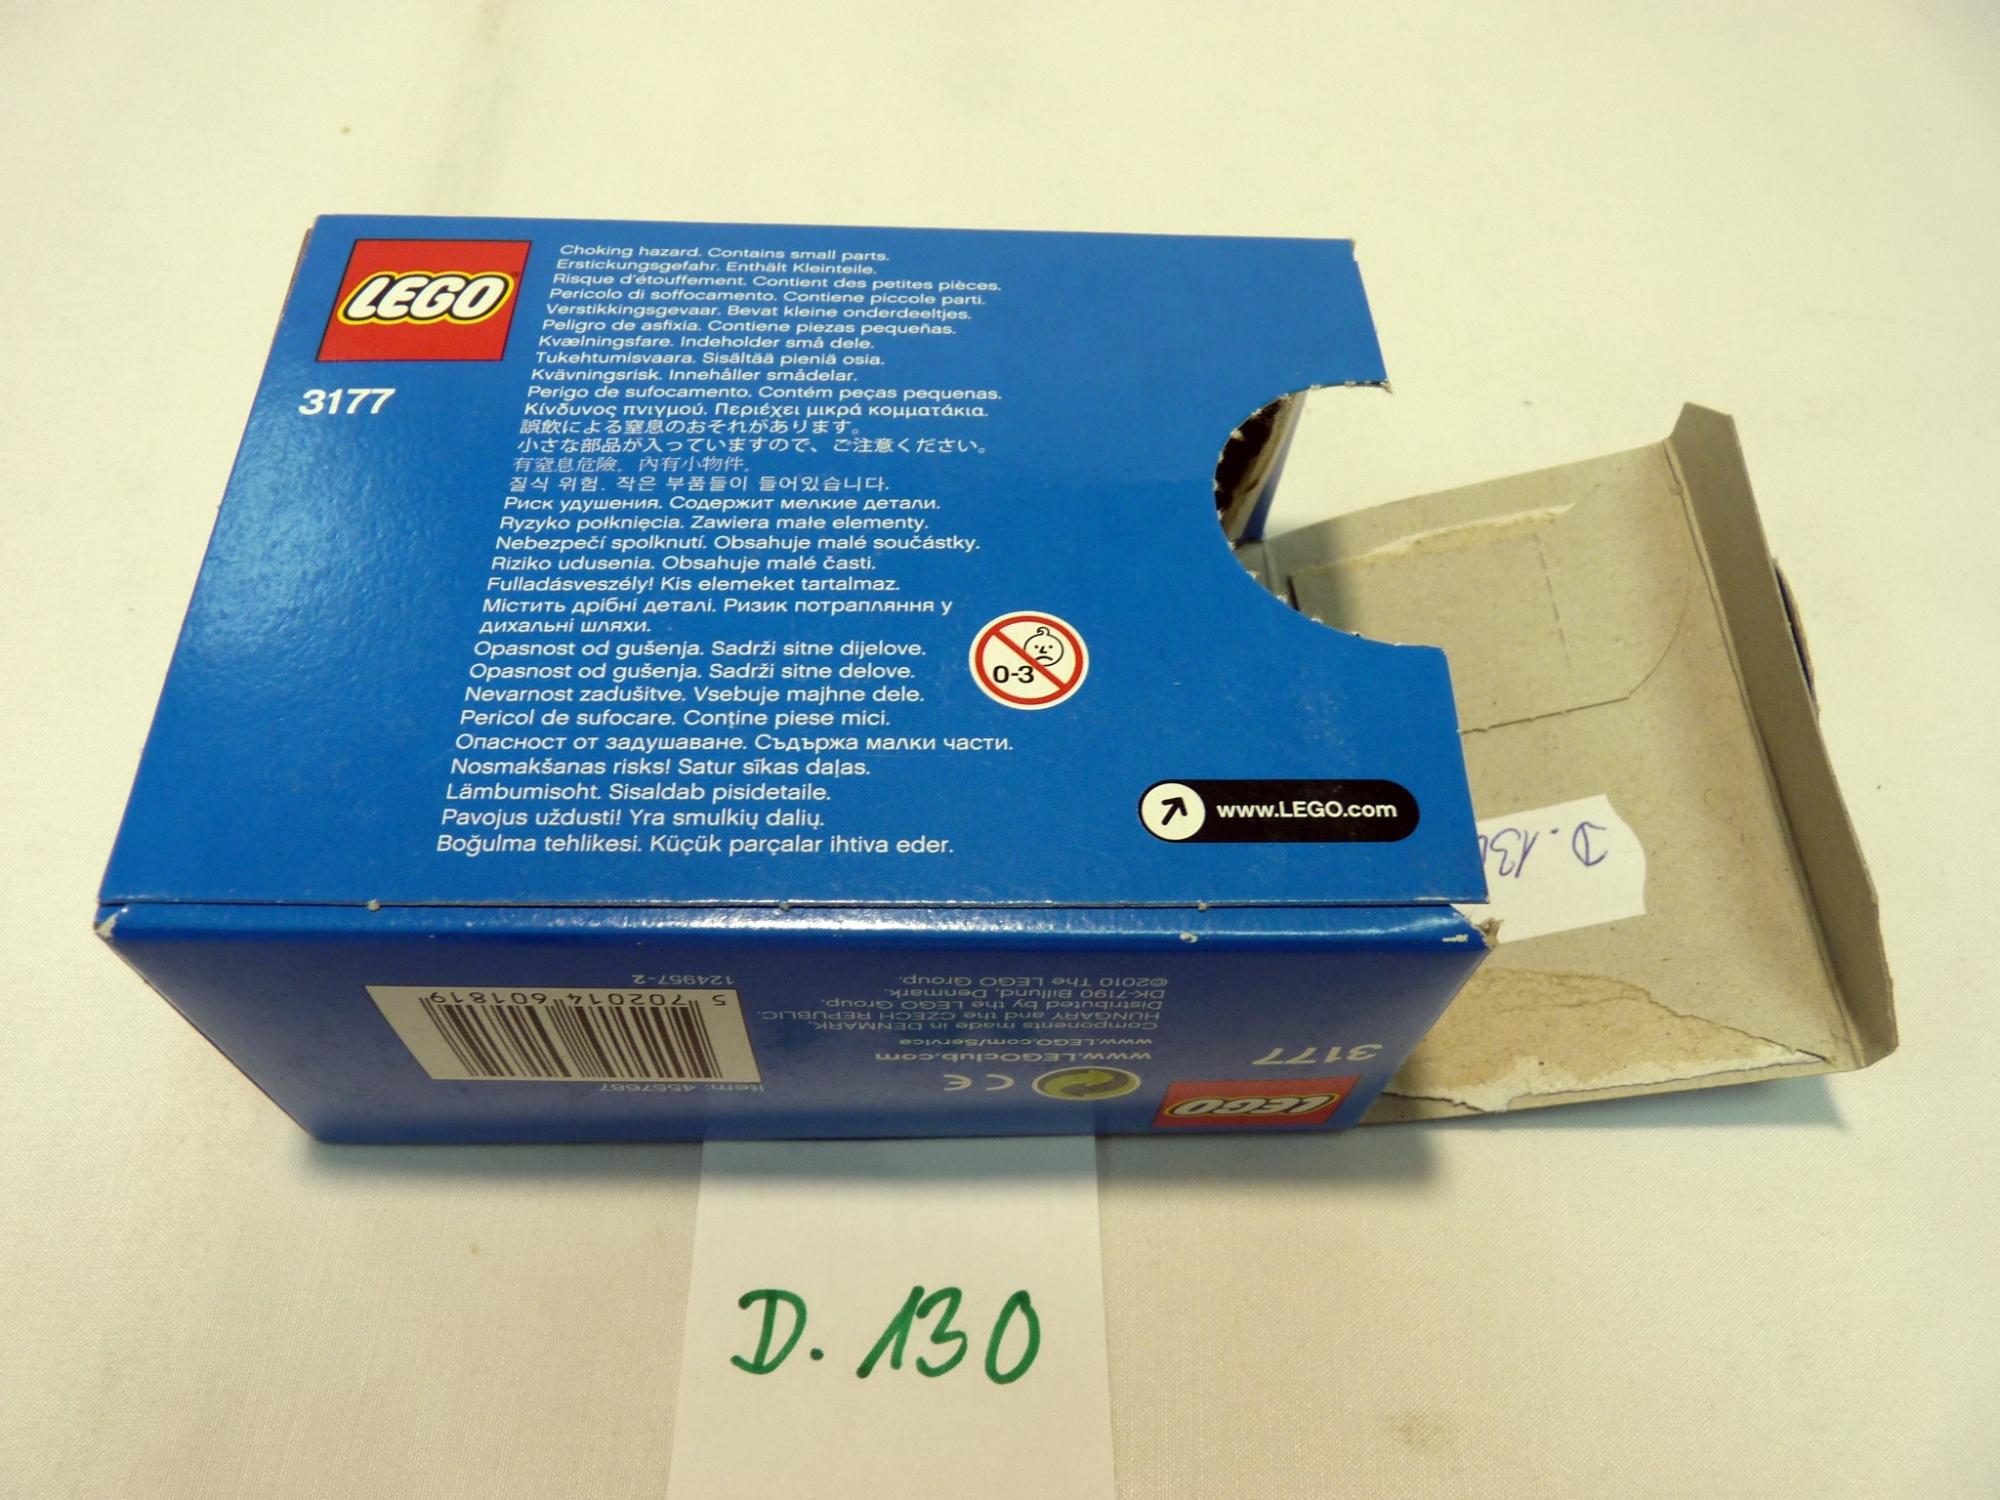 LEGO
3177
Choking hazard. Contains small parts.
Erstickungsgefahr. Enthält Kleinteile.
Risque d'étouffement. Contient des petites pièces.
Pericolo di soffocamento. Contiene piccole parti.
Verstikkingsgevaar. Bevat kleine onderdeeltjes.
Peligro de asfixia. Contiene piezas pequeñas.
Kvælningsfare. Indeholder små dele.
Tukehtumisvaara. Sisältää pieniä osia.
Kvävningsrisk. Innehåller smådelar.
Perigo de sufocamento. Contém peças pequenas.
Κίνδυνος πνιγμού. Περιέχει μικρά κομματάκια.
誤飲による窒息のおそれがあります。
小さな部品が入っていますので、ご注意ください。
有窒息危險。內有小物件。
질식 위험. 작은 부품들이 들어있습니다.
Риск удушения. Содержит мелкие детали.
Ryzyko połknięcia. Zawiera małe elementy.
Nebezpečí spolknutí. Obsahuje malé součástky.
Riziko udusenia. Obsahuje malé časti.
Fulladásveszély! Kis elemeket tartalmaz.
Містить дрібні деталі. Ризик потрапляння у
дихальні шляхи.
Opasnost od gušenja. Sadrži sitne dijelove.
Opasnost od gušenja. Sadrži sitne delove.
Nevarnost zadušitve. Vsebuje majhne dele.
Pericol de sufocare. Conține piese mici.
Опасност от задушаване. Съдържа малки части.
Nosmakšanas risks! Satur sīkas daļas.
Lämbumisoht. Sisaldab pisidetaile.
Pavojus uždusti! Yra smulkių dalių.
Boğulma tehlikesi. Küçük parçalar ihtiva eder.
0-3
www.LEGO.com
D. 13
LEGO
3177
CE
www.LEGOclub.com
www.LEGO.com/Service
Components made in DENMARK,
HUNGARY and the CZECH REPUBLIC.
Distributed by the LEGO Group,
DK-7190 Billund, Denmark.
©2010 The LEGO Group.
Item: 4557687
5 702014 601819
124957-2
D. 130